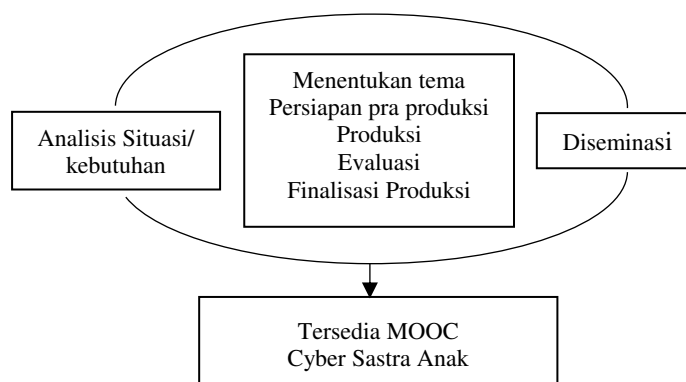 Analisis Situasi/
kebutuhan
Menentukan tema
Persiapan pra produksi
Produksi
Evaluasi
Finalisasi Produksi
Diseminasi
Tersedia MOOC
Cyber Sastra Anak